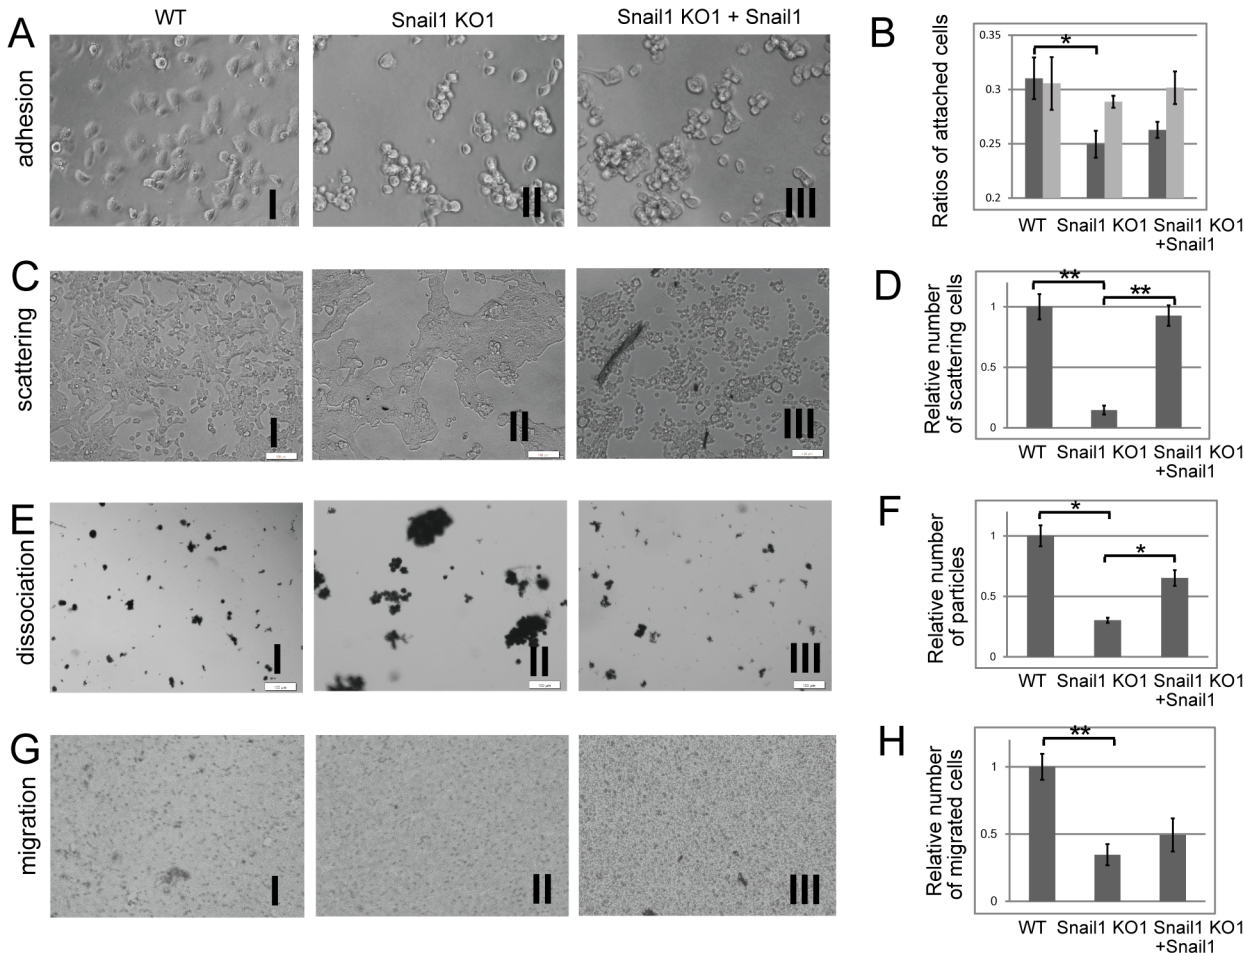 WT
Snail1 KO1
Snail1 KO1 + Snail1
A
adhesion
I
II
III
B
Ratios of attached cells
0.35
0.3
0.25
0.2
*
WT Snail1 KO1 Snail1 KO1
+Snail1
C
scattering
I
II
III
D
Relative number
of scattering cells
1
0.5
0
**
**
WT Snail1 KO1 Snail1 KO1
+Snail1
E
dissociation
I
100 µm
II
III
F
Relative number
of particles
1
0.5
0
*
*
WT Snail1 KO1 Snail1 KO1
+Snail1
G
migration
I
II
III
H
Relative number
of migrated cells
1
0.5
0
**
WT Snail1 KO1 Snail1 KO1
+Snail1